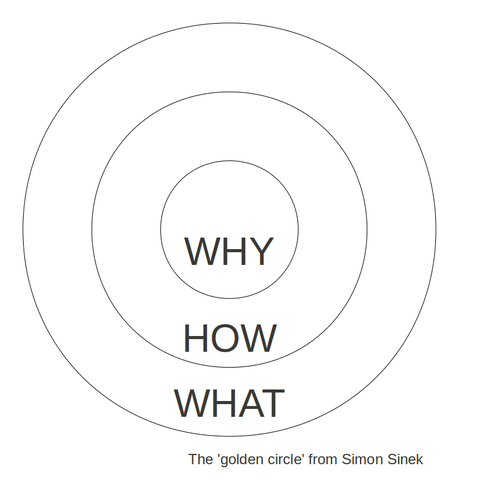 WHY
HOW
WHAT
The 'golden circle' from Simon Sinek